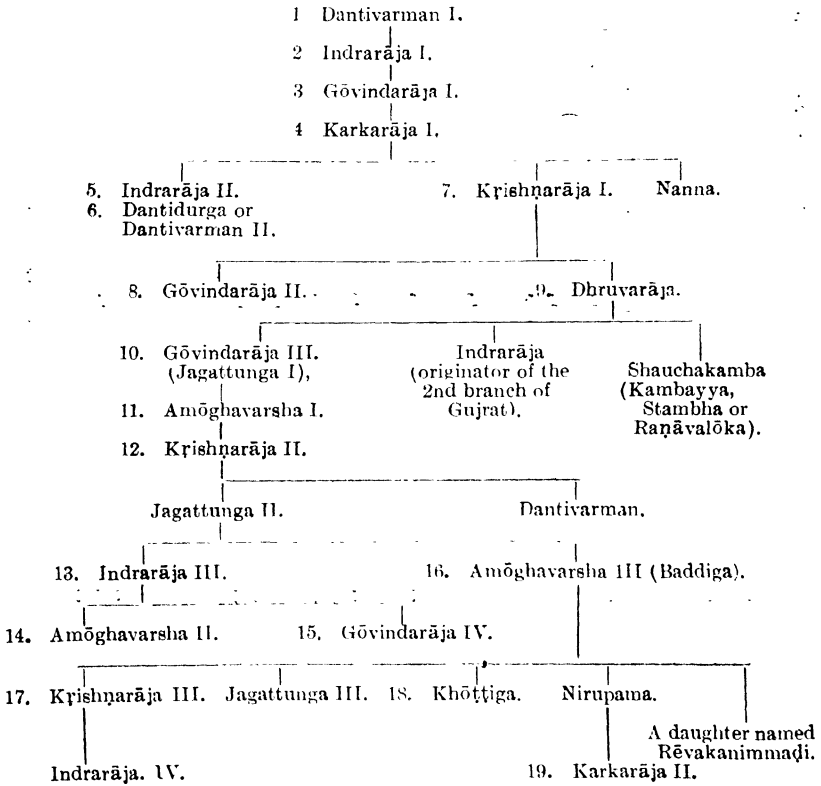 1 Dantivarman I.
2 Indrarāja I.
3 Gōvindarāja I.
4 Karkarāja I.
5. Indrarāja II. 7. Kṛishṇarāja I. Nanna.
6. Dantidurga or
Dantivarman II.
8. Gōvindarāja II. 9. Dhruvarāja.
10. Gōvindarāja III. Indrarāja
(Jagattunga I), (originator of the Shauchakamba
2nd branch of (Kambayya,
11. Amōghavarsha I. Gujrat). Stambha or
Raṇāvalōka).
12. Kṛishṇarāja II.
Jagattunga II. Dantivarman.
13. Indrarāja III. 16. Amōghavarsha III (Baddiga).
14. Amōghavarsha II. 15. Gōvindarāja IV.
17. Kṛishṇarāja III. Jagattunga III. 18. Khōṭṭiga. Nirupama.
A daughter named
Rēvakanimmaḍi.
Indrarāja. IV. 19. Karkarāja II.